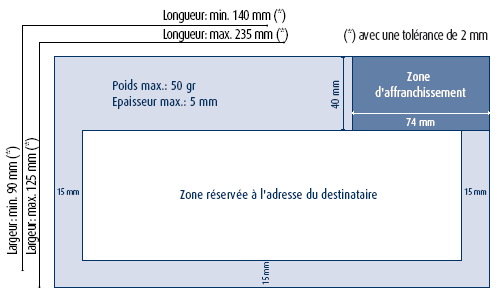 Longueur: min. 140 mm (*)
Longueur: max. 235 mm (*)
(*) avec une tolérance de 2 mm
Largeur: min. 90 mm (*)
Largeur: max. 125 mm (*)
Poids max.: 50 gr
Epaisseur max.: 5 mm
40 mm
Zone
d'affranchissement
74 mm
15 mm
Zone réservée à l'adresse du destinataire
15 mm
15 mm